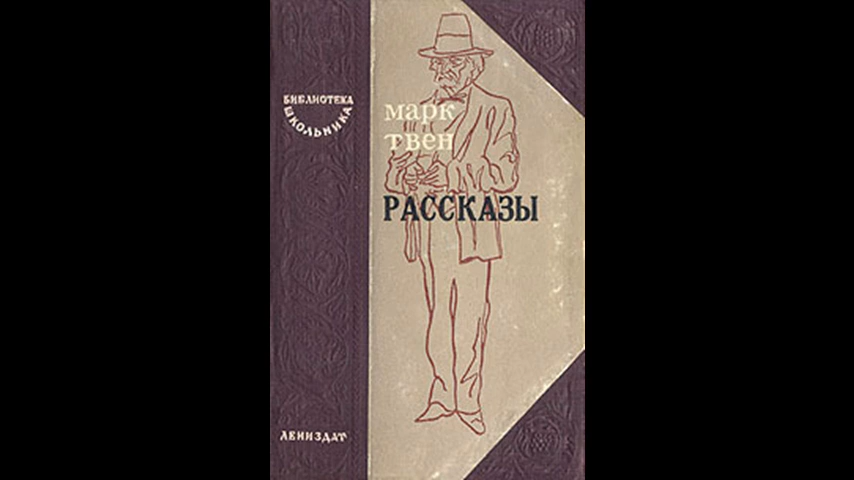 БИБЛИОТЕКА
ШКОЛЬНИКА
марк
твен
РАССКАЗЫ
ЛЕНИЗДАТ